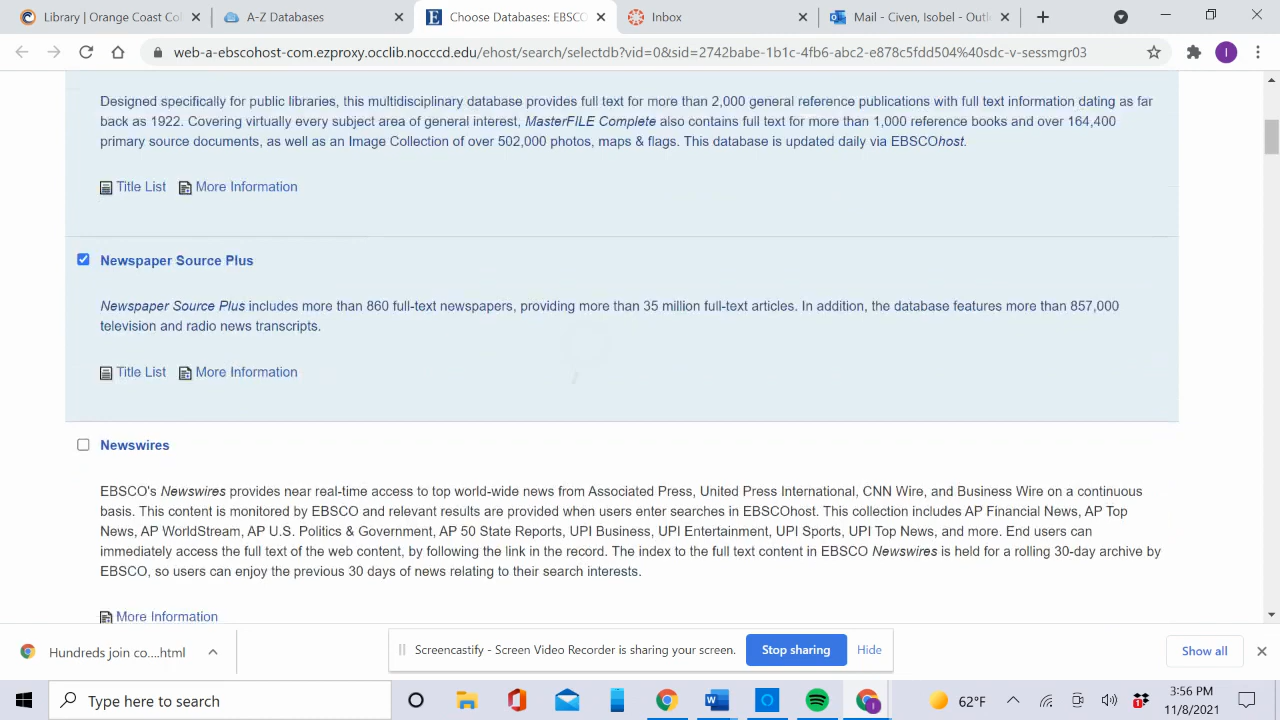 Library | Orange Coast Co
A-Z Databases
Choose Databases: EBSCO
Inbox
Mail - Civen, Isobel - Outl
web-a-ebscohost-com.ezproxy.occlib.nocccd.edu/ehost/search/selectdb?vid=0&sid=2742babe-1b1c-4fb6-abc2-e878c5fdd504%40sdc-v-sessmgr03
I
Designed specifically for public libraries, this multidisciplinary database provides full text for more than 2,000 general reference publications with full text information dating as far
back as 1922. Covering virtually every subject area of general interest, MasterFILE Complete also contains full text for more than 1,000 reference books and over 164,400
primary source documents, as well as an Image Collection of over 502,000 photos, maps & flags. This database is updated daily via EBSCOhost.
Title List More Information
Newspaper Source Plus
Newspaper Source Plus includes more than 860 full-text newspapers, providing more than 35 million full-text articles. In addition, the database features more than 857,000
television and radio news transcripts.
Title List More Information
Newswires
EBSCO's Newswires provides near real-time access to top world-wide news from Associated Press, United Press International, CNN Wire, and Business Wire on a continuous
basis. This content is monitored by EBSCO and relevant results are provided when users enter searches in EBSCOhost. This collection includes AP Financial News, AP Top
News, AP WorldStream, AP U.S. Politics & Government, AP 50 State Reports, UPI Business, UPI Entertainment, UPI Sports, UPI Top News, and more. End users can
immediately access the full text of the web content, by following the link in the record. The index to the full text content in EBSCO Newswires is held for a rolling 30-day archive by
EBSCO, so users can enjoy the previous 30 days of news relating to their search interests.
More Information
Hundreds join co....html
Screencastify - Screen Video Recorder is sharing your screen. Stop sharing Hide
Show all
Type here to search
62°F
3:56 PM
11/8/2021